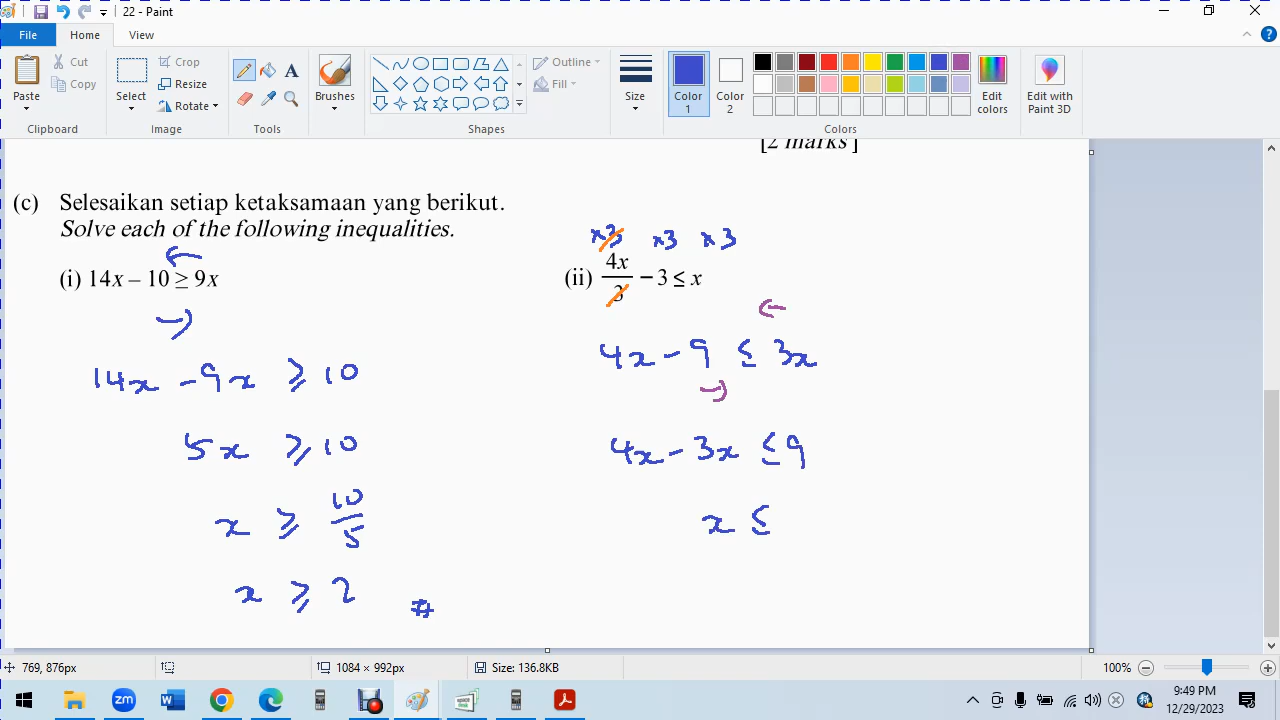 22 - Paint
File Home View
Paste Cut Copy Clipboard
Select Crop Resize Rotate Image
Tools
Brushes
Outline Fill Shapes
Size
Color 1 Color 2 Colors
Edit colors
Edit with Paint 3D
[2 marks]
(c) Selesaikan setiap ketaksamaan yang berikut.
Solve each of the following inequalities.
(i) 14x – 10 ≥ 9x
14x - 9x ≥ 10
5x ≥ 10
x ≥ 10/5
x ≥ 2 #
×3 ×3 ×3
(ii) 4x/3 − 3 ≤ x
4x - 9 ≤ 3x
4x - 3x ≤ 9
x ≤
769, 876px 1084 × 992px Size: 136.8KB 100%
zm W
9:49 PM
12/29/2023